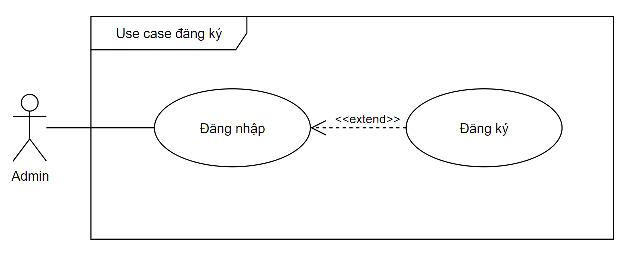 Use case đăng ký
<<extend>>
Đăng nhập
Đăng ký
Admin